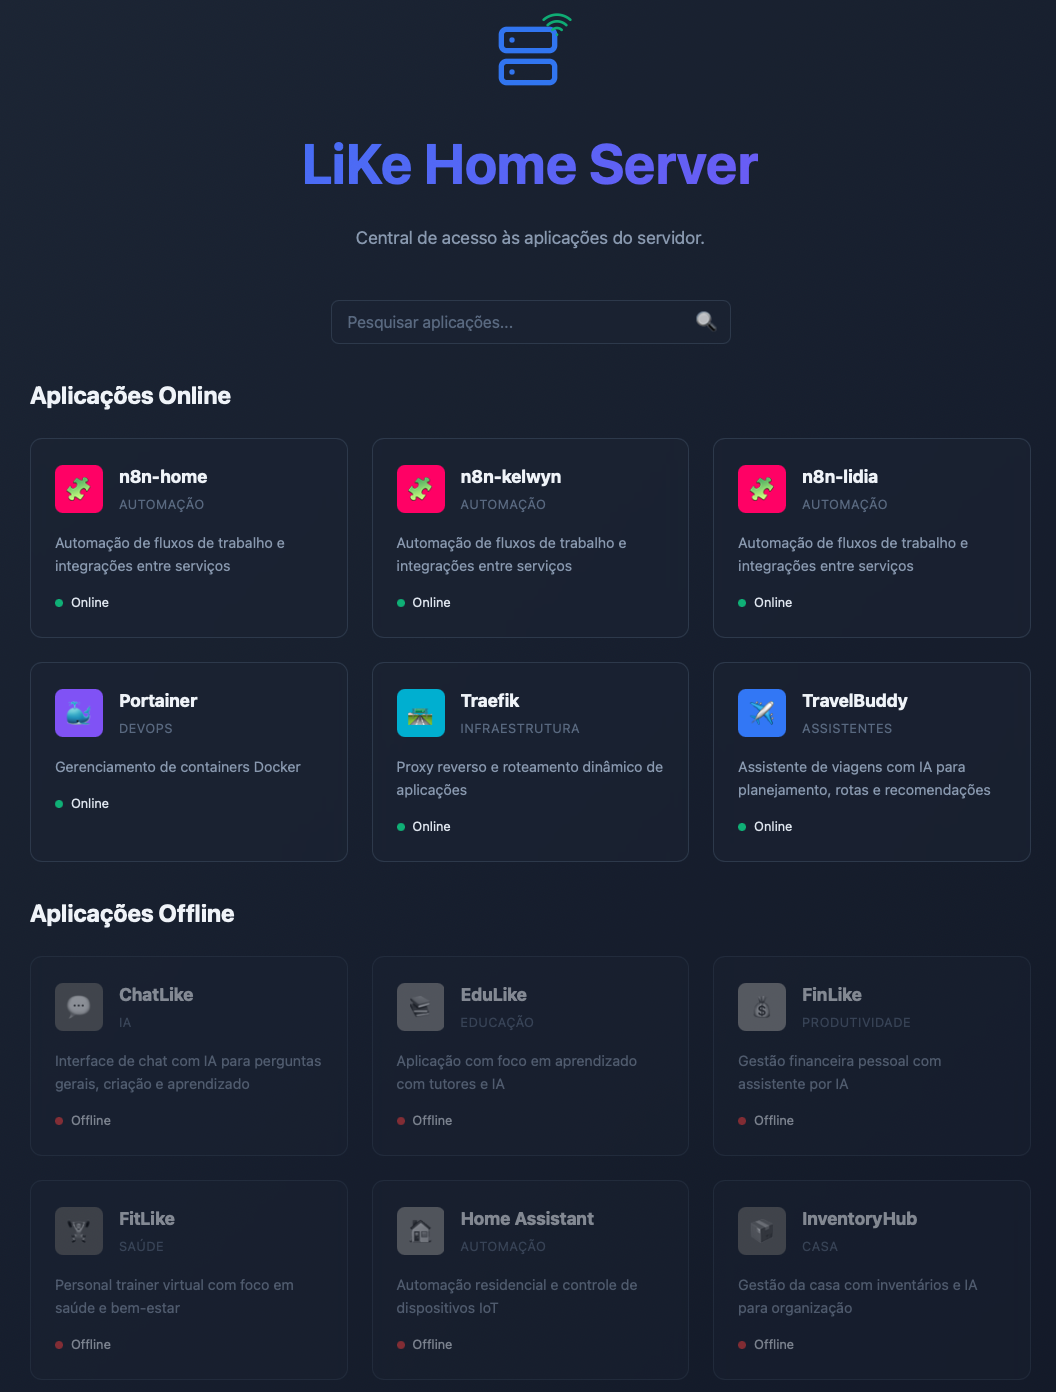 LiKe Home Server
Central de acesso às aplicações do servidor.
Pesquisar aplicações...
Aplicações Online
n8n-home
AUTOMAÇÃO
Automação de fluxos de trabalho e
integrações entre serviços
Online
n8n-kelwyn
AUTOMAÇÃO
Automação de fluxos de trabalho e
integrações entre serviços
Online
n8n-lidia
AUTOMAÇÃO
Automação de fluxos de trabalho e
integrações entre serviços
Online
Portainer
DEVOPS
Gerenciamento de containers Docker
Online
Traefik
INFRAESTRUTURA
Proxy reverso e roteamento dinâmico de
aplicações
Online
TravelBuddy
ASSISTENTES
Assistente de viagens com IA para
planejamento, rotas e recomendações
Online
Aplicações Offline
ChatLike
IA
Interface de chat com IA para perguntas
gerais, criação e aprendizado
Offline
EduLike
EDUCAÇÃO
Aplicação com foco em aprendizado
com tutores e IA
Offline
FinLike
PRODUTIVIDADE
Gestão financeira pessoal com
assistente por IA
Offline
FitLike
SAÚDE
Personal trainer virtual com foco em
saúde e bem-estar
Offline
Home Assistant
AUTOMAÇÃO
Automação residencial e controle de
dispositivos IoT
Offline
InventoryHub
CASA
Gestão da casa com inventários e IA
para organização
Offline